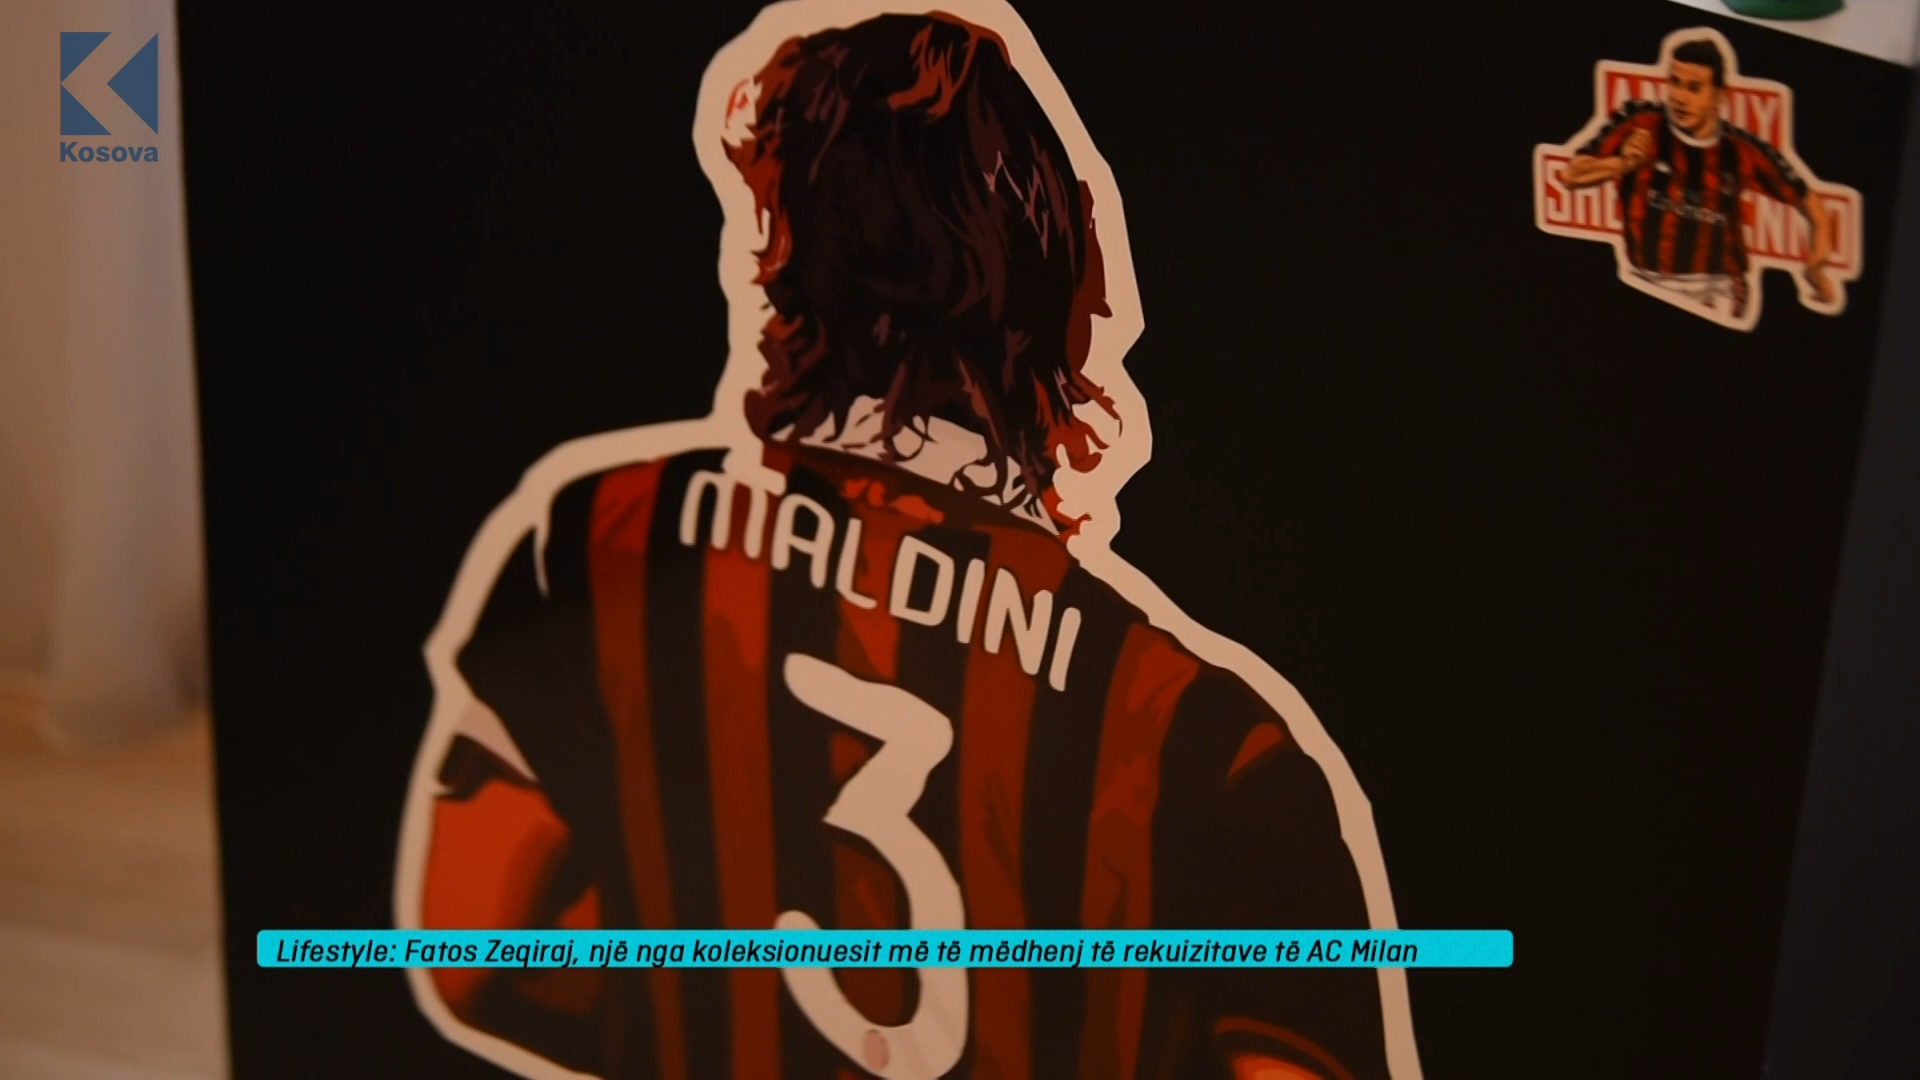 Kosova
MALDINI
3
Lifestyle: Fatos Zeqiraj, një nga koleksionuesit më të mëdhenj të rekuizitave të AC Milan